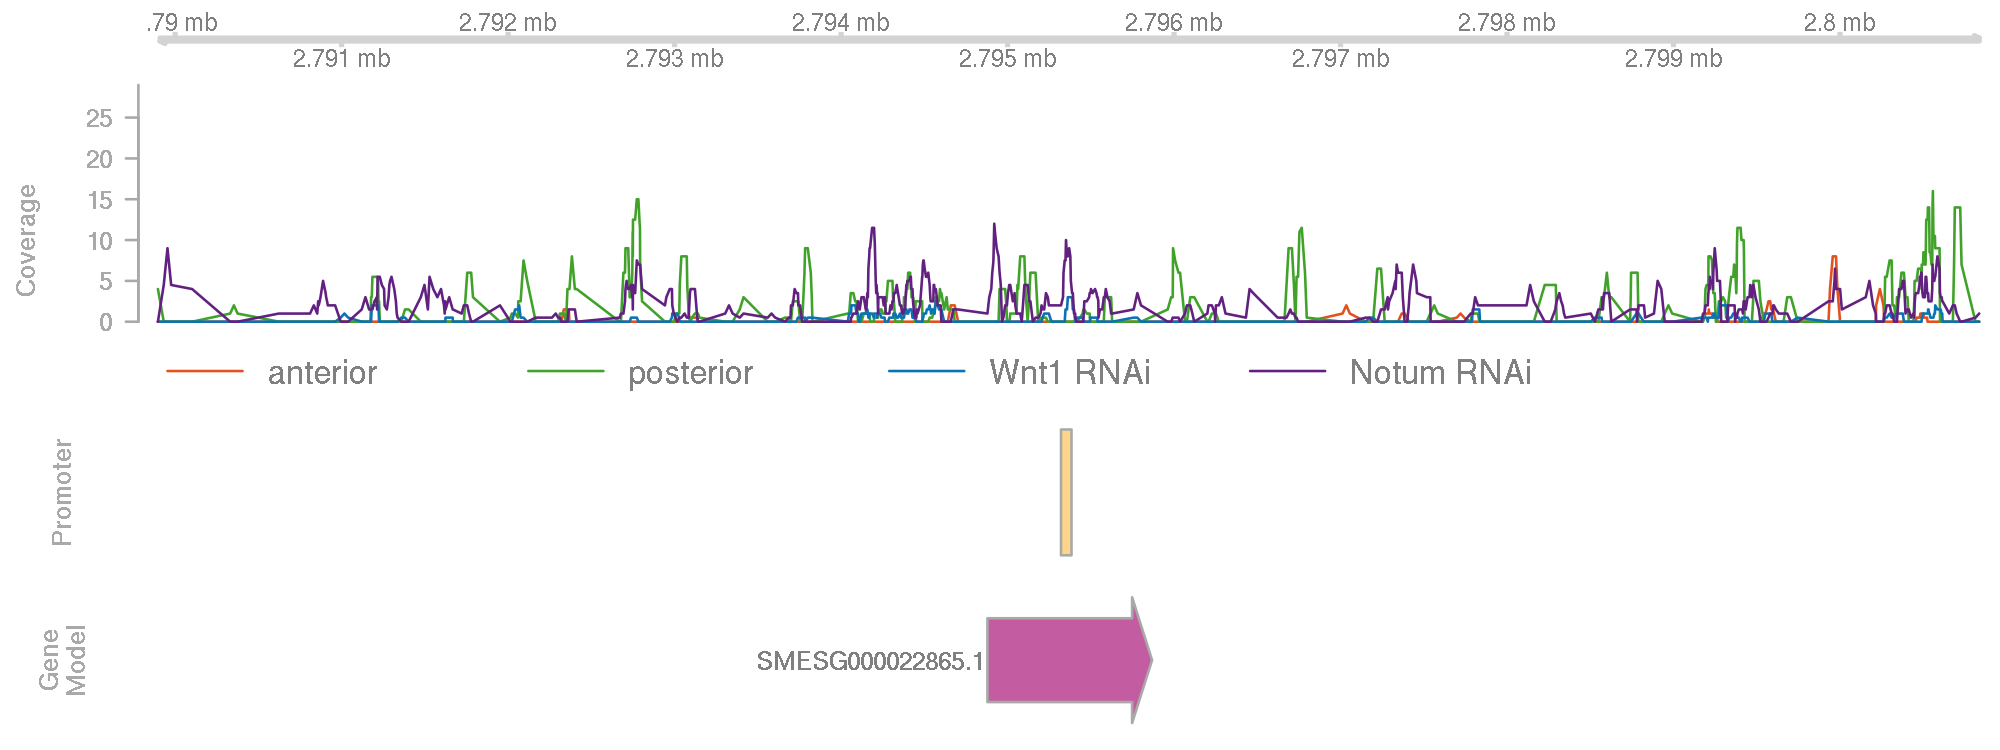 .79 mb 2.792 mb 2.794 mb 2.796 mb 2.798 mb 2.8 mb
2.791 mb 2.793 mb 2.795 mb 2.797 mb 2.799 mb
Coverage
25
20
15
10
5
0
anterior posterior Wnt1 RNAi Notum RNAi
Promoter
Gene
Model
SMESG000022865.1